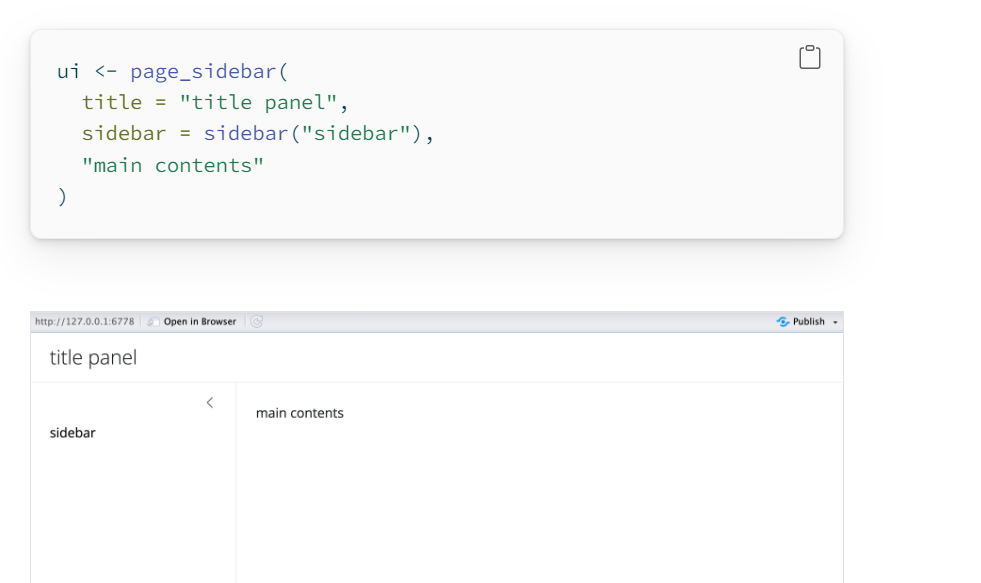 ui <- page_sidebar(
  title = "title panel",
  sidebar = sidebar("sidebar"),
  "main contents"
)
http://127.0.0.1:6778 Open in Browser Publish
title panel
main contents
sidebar